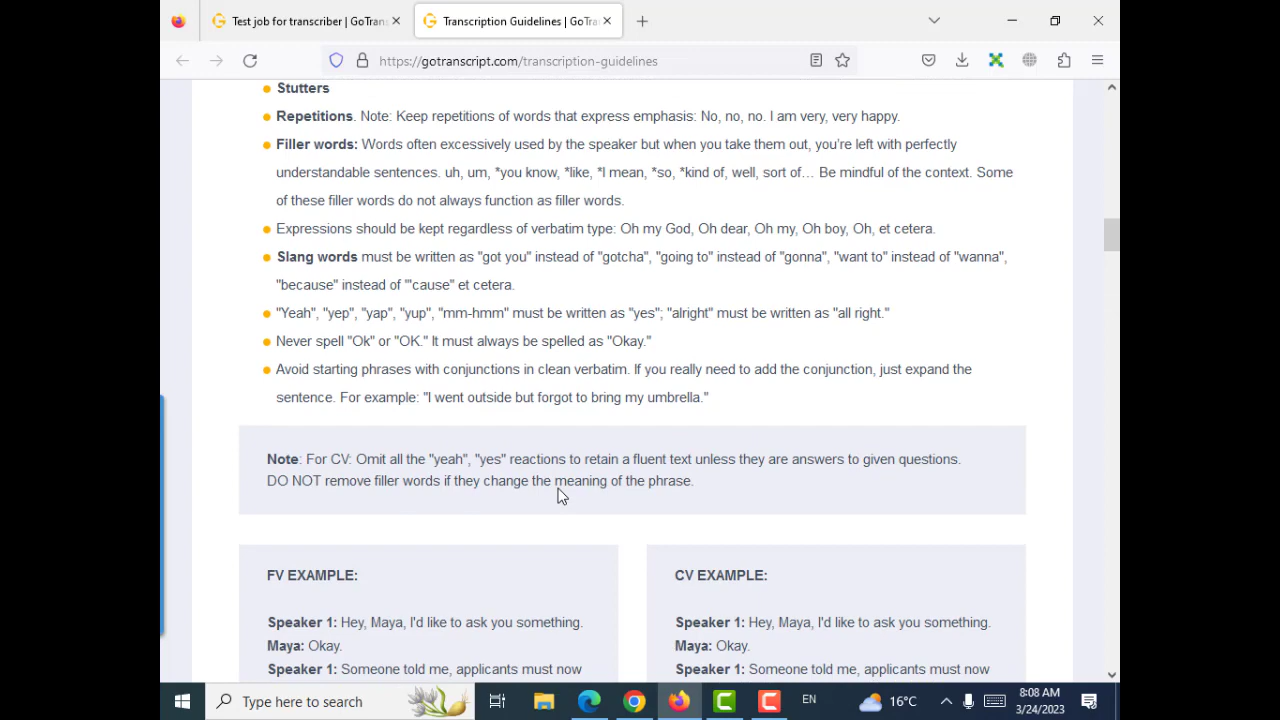 Test job for transcriber | GoTrans
Transcription Guidelines | GoTra
https://gotranscript.com/transcription-guidelines
Stutters
Repetitions. Note: Keep repetitions of words that express emphasis: No, no, no. I am very, very happy.
Filler words: Words often excessively used by the speaker but when you take them out, you're left with perfectly
understandable sentences. uh, um, *you know, *like, *I mean, *so, *kind of, well, sort of… Be mindful of the context. Some
of these filler words do not always function as filler words.
Expressions should be kept regardless of verbatim type: Oh my God, Oh dear, Oh my, Oh boy, Oh, et cetera.
Slang words must be written as "got you" instead of "gotcha", "going to" instead of "gonna", "want to" instead of "wanna",
"because" instead of "'cause" et cetera.
"Yeah", "yep", "yap", "yup", "mm-hmm" must be written as "yes"; "alright" must be written as "all right."
Never spell "Ok" or "OK." It must always be spelled as "Okay."
Avoid starting phrases with conjunctions in clean verbatim. If you really need to add the conjunction, just expand the
sentence. For example: "I went outside but forgot to bring my umbrella."
Note: For CV: Omit all the "yeah", "yes" reactions to retain a fluent text unless they are answers to given questions.
DO NOT remove filler words if they change the meaning of the phrase.
FV EXAMPLE:
Speaker 1: Hey, Maya, I'd like to ask you something.
Maya: Okay.
Speaker 1: Someone told me, applicants must now
CV EXAMPLE:
Speaker 1: Hey, Maya, I'd like to ask you something.
Maya: Okay.
Speaker 1: Someone told me, applicants must now
Type here to search
EN
16°C
8:08 AM
3/24/2023